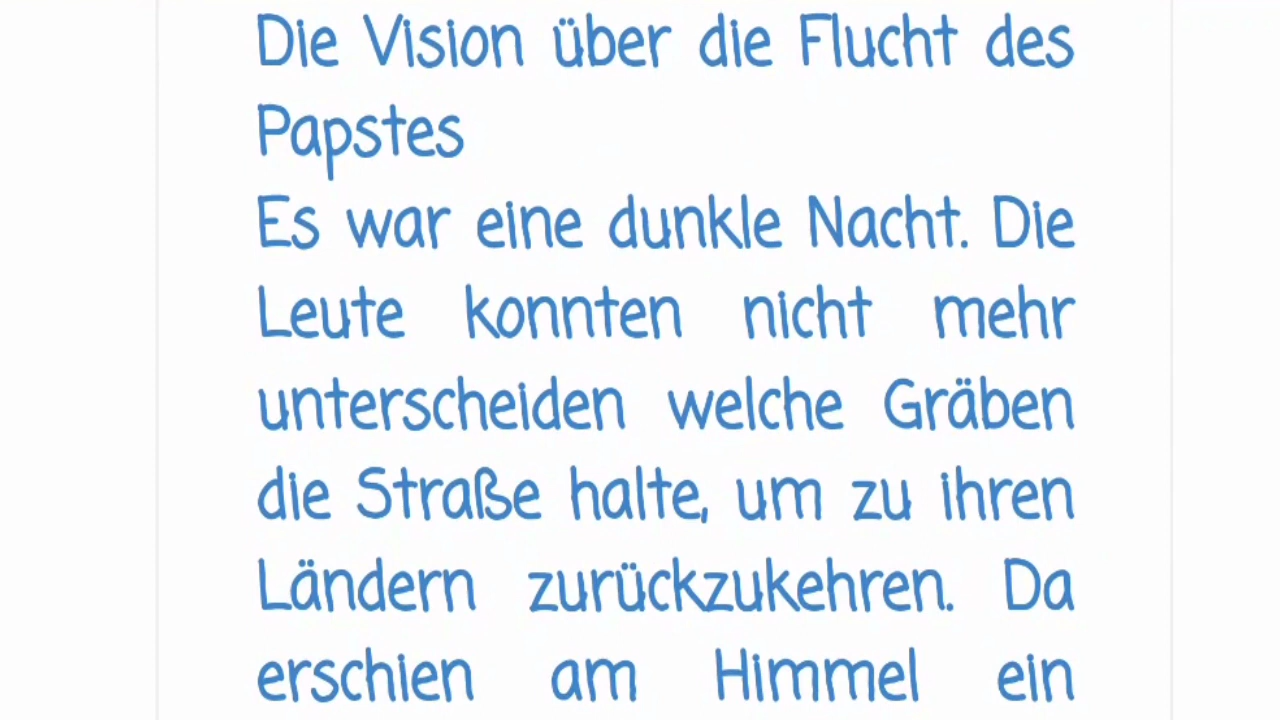 Die Vision über die Flucht des
Papstes
Es war eine dunkle Nacht. Die
Leute konnten nicht mehr
unterscheiden welche Gräben
die Straße halte, um zu ihren
Ländern zurückzukehren. Da
erschien am Himmel ein